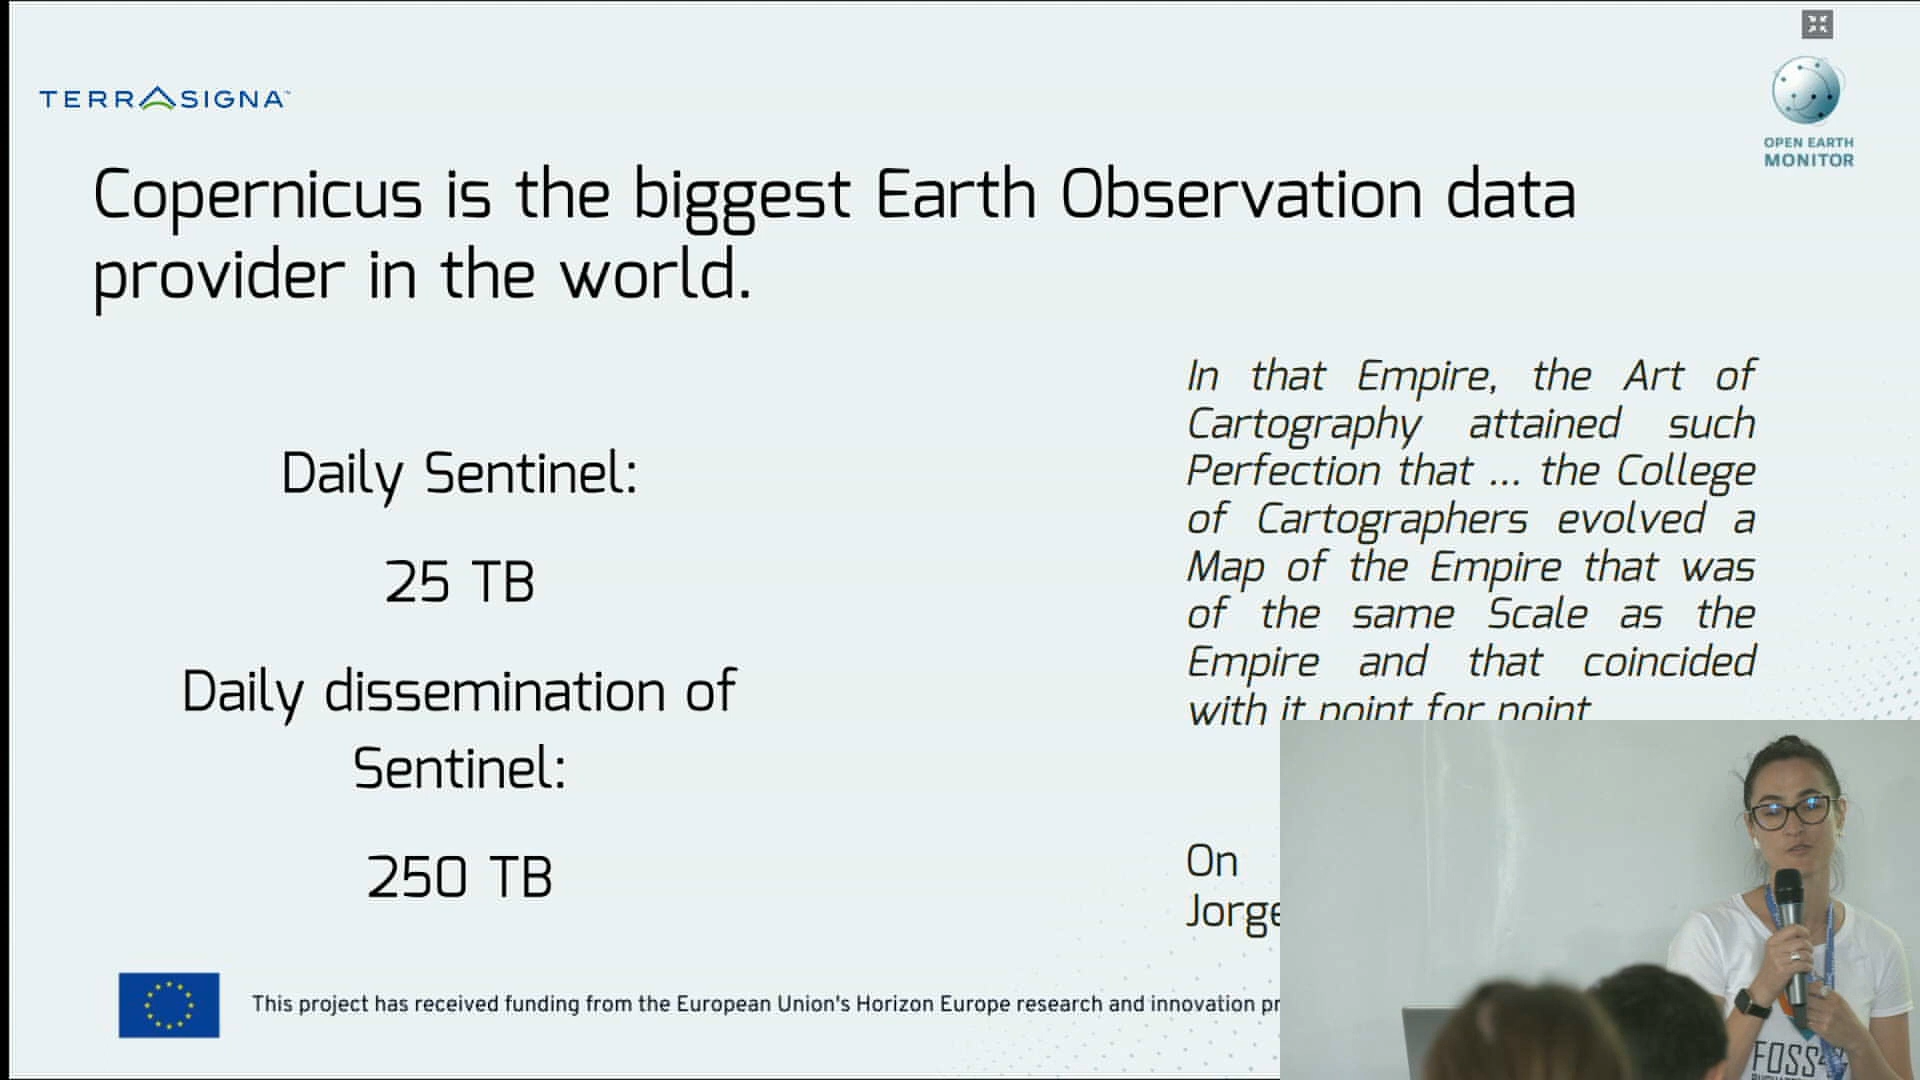 TERRASIGNA
OPEN EARTH
MONITOR
Copernicus is the biggest Earth Observation data
provider in the world.
Daily Sentinel:
25 TB
Daily dissemination of
Sentinel:
250 TB
In that Empire, the Art of
Cartography attained such
Perfection that ... the College
of Cartographers evolved a
Map of the Empire that was
of the same Scale as the
Empire and that coincided
with it point for point
On
Jorge
This project has received funding from the European Union's Horizon Europe research and innovation
FOSS4